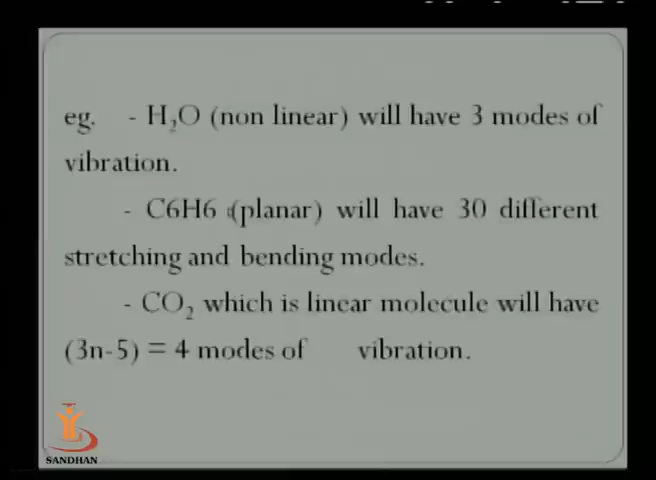 eg. - H₂O (non linear) will have 3 modes of
vibration.
- C6H6 (planar) will have 30 different
stretching and bending modes.
- CO₂ which is linear molecule will have
(3n-5) = 4 modes of vibration.
SANDHAN